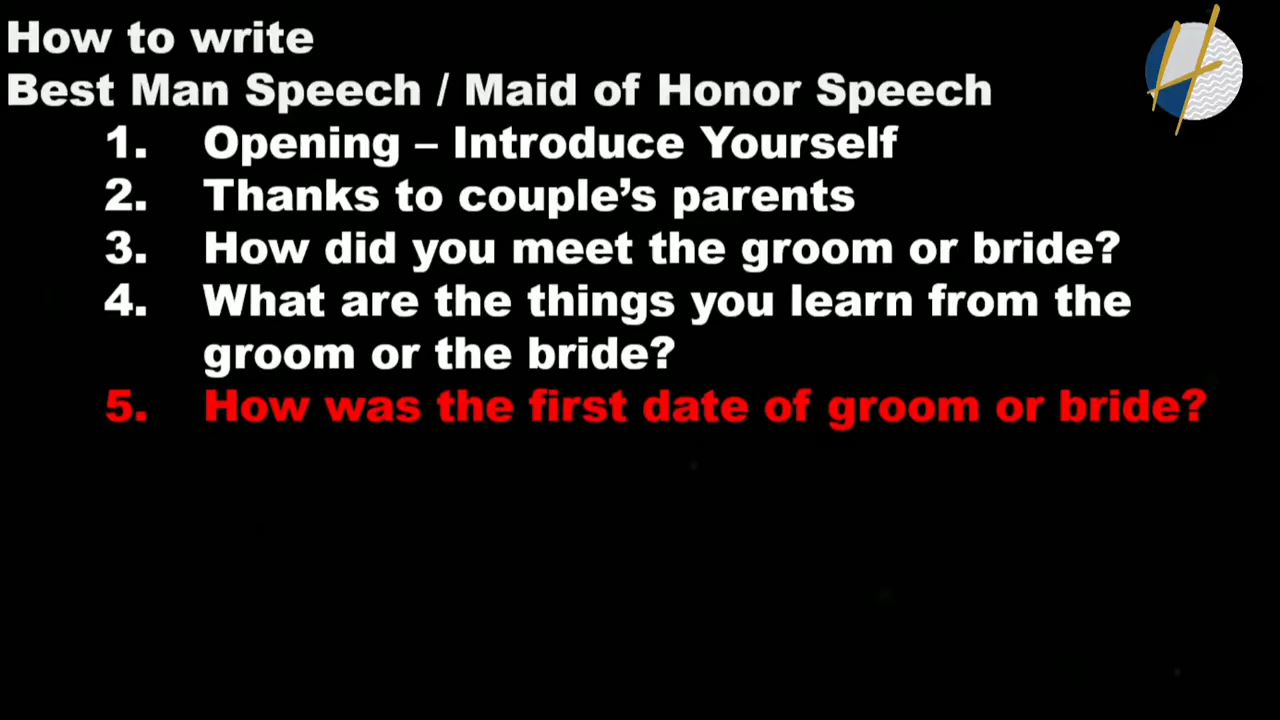 How to write
Best Man Speech / Maid of Honor Speech
1. Opening – Introduce Yourself
2. Thanks to couple’s parents
3. How did you meet the groom or bride?
4. What are the things you learn from the
groom or the bride?
5. How was the first date of groom or bride?